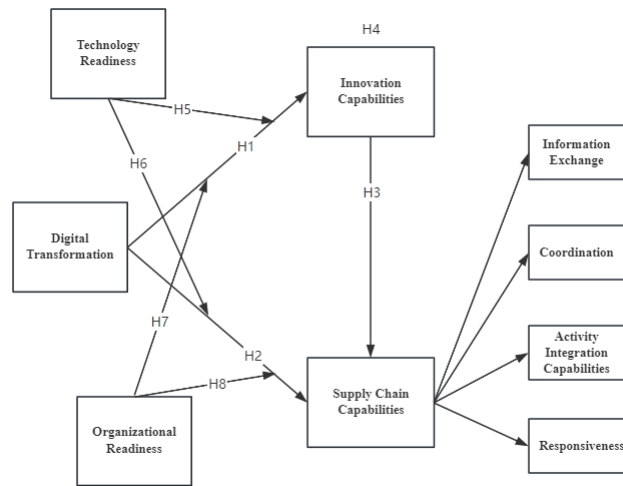 H4
Technology
Readiness
Innovation
Capabilities
H5
H1
H6
Information
Exchange
H3
Digital
Transformation
Coordination
H7
H2
Activity
Integration
Capabilities
H8
Supply Chain
Capabilities
Organizational
Readiness
Responsiveness